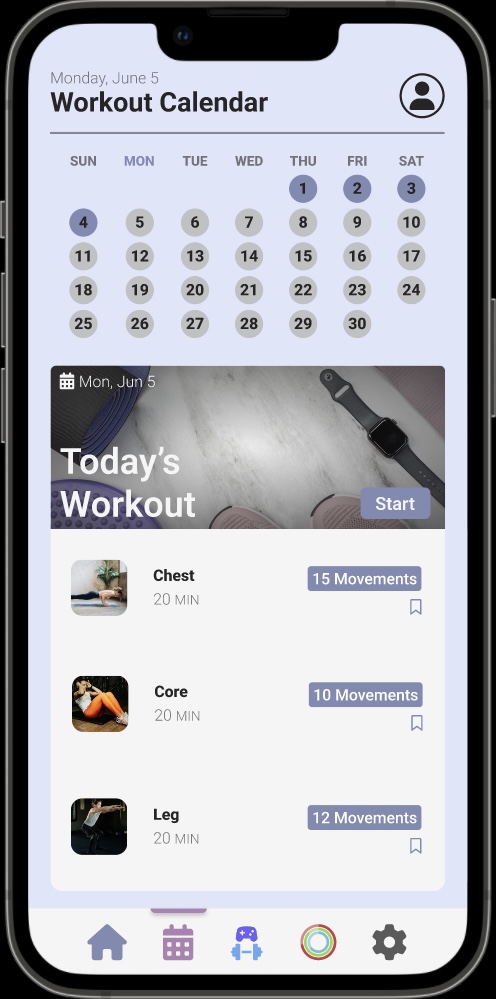 Monday, June 5
Workout Calendar
SUN MON TUE WED THU FRI SAT
1 2 3
4 5 6 7 8 9 10
11 12 13 14 15 16 17
18 19 20 21 22 23 24
25 26 27 28 29 30
Mon, Jun 5
Today’s
Workout
Start
Chest
15 Movements
20 MIN
Core
10 Movements
20 MIN
Leg
12 Movements
20 MIN